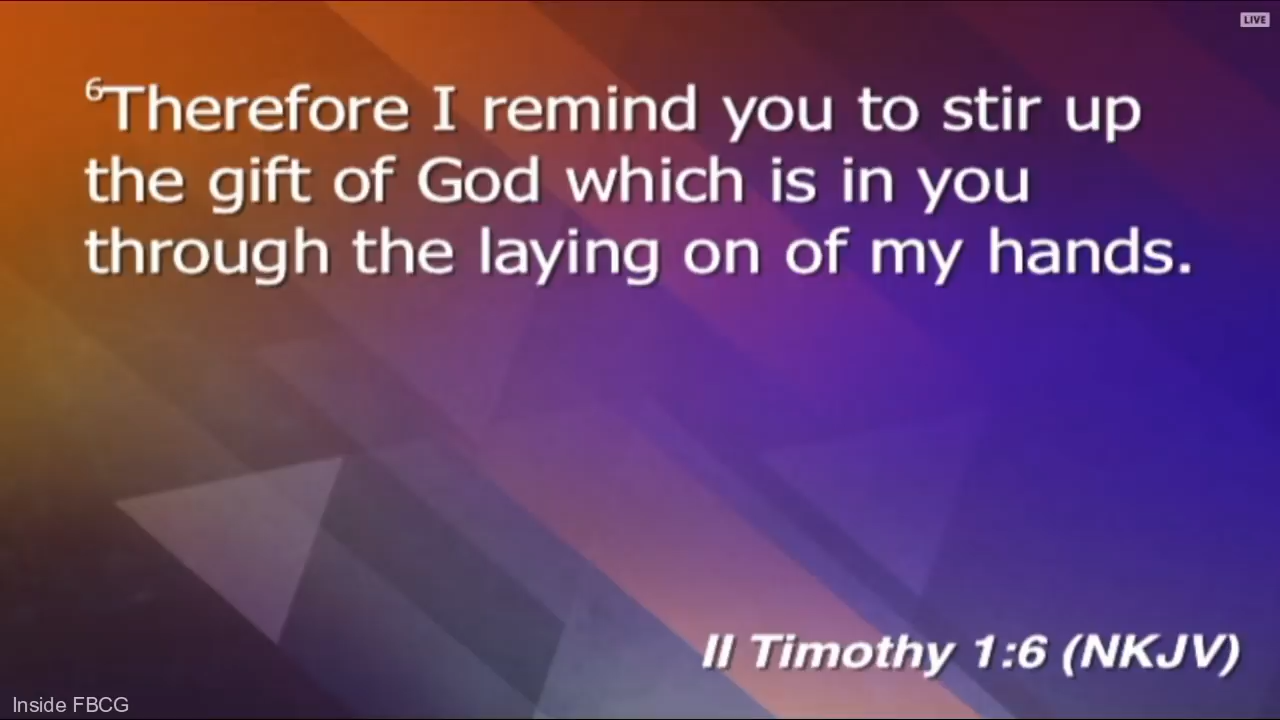 LIVE
6Therefore I remind you to stir up
the gift of God which is in you
through the laying on of my hands.
II Timothy 1:6 (NKJV)
Inside FBCG